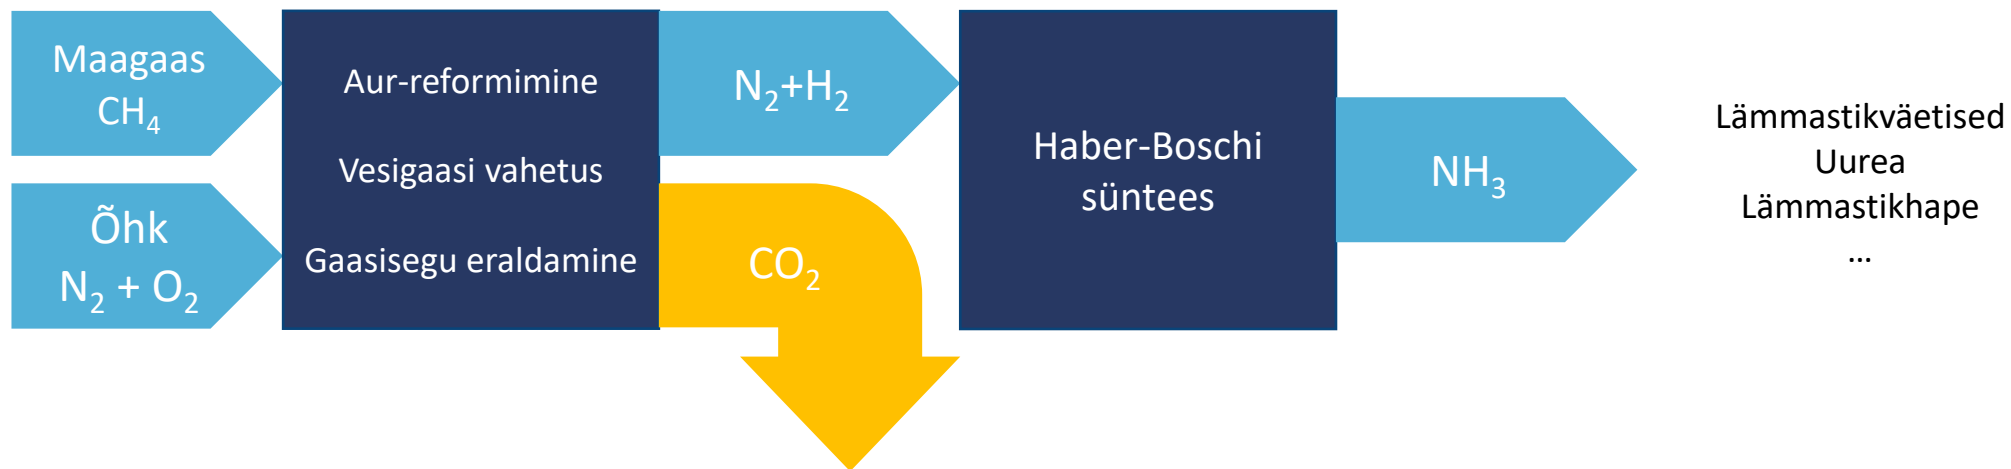 Maagaas
CH₄
Õhk
N₂ + O₂
Aur-reformimine
Vesigaasi vahetus
Gaasisegu eraldamine
N₂+H₂
CO₂
Haber-Boschi
süntees
NH₃
Lämmastikväetised
Uurea
Lämmastikhape
...